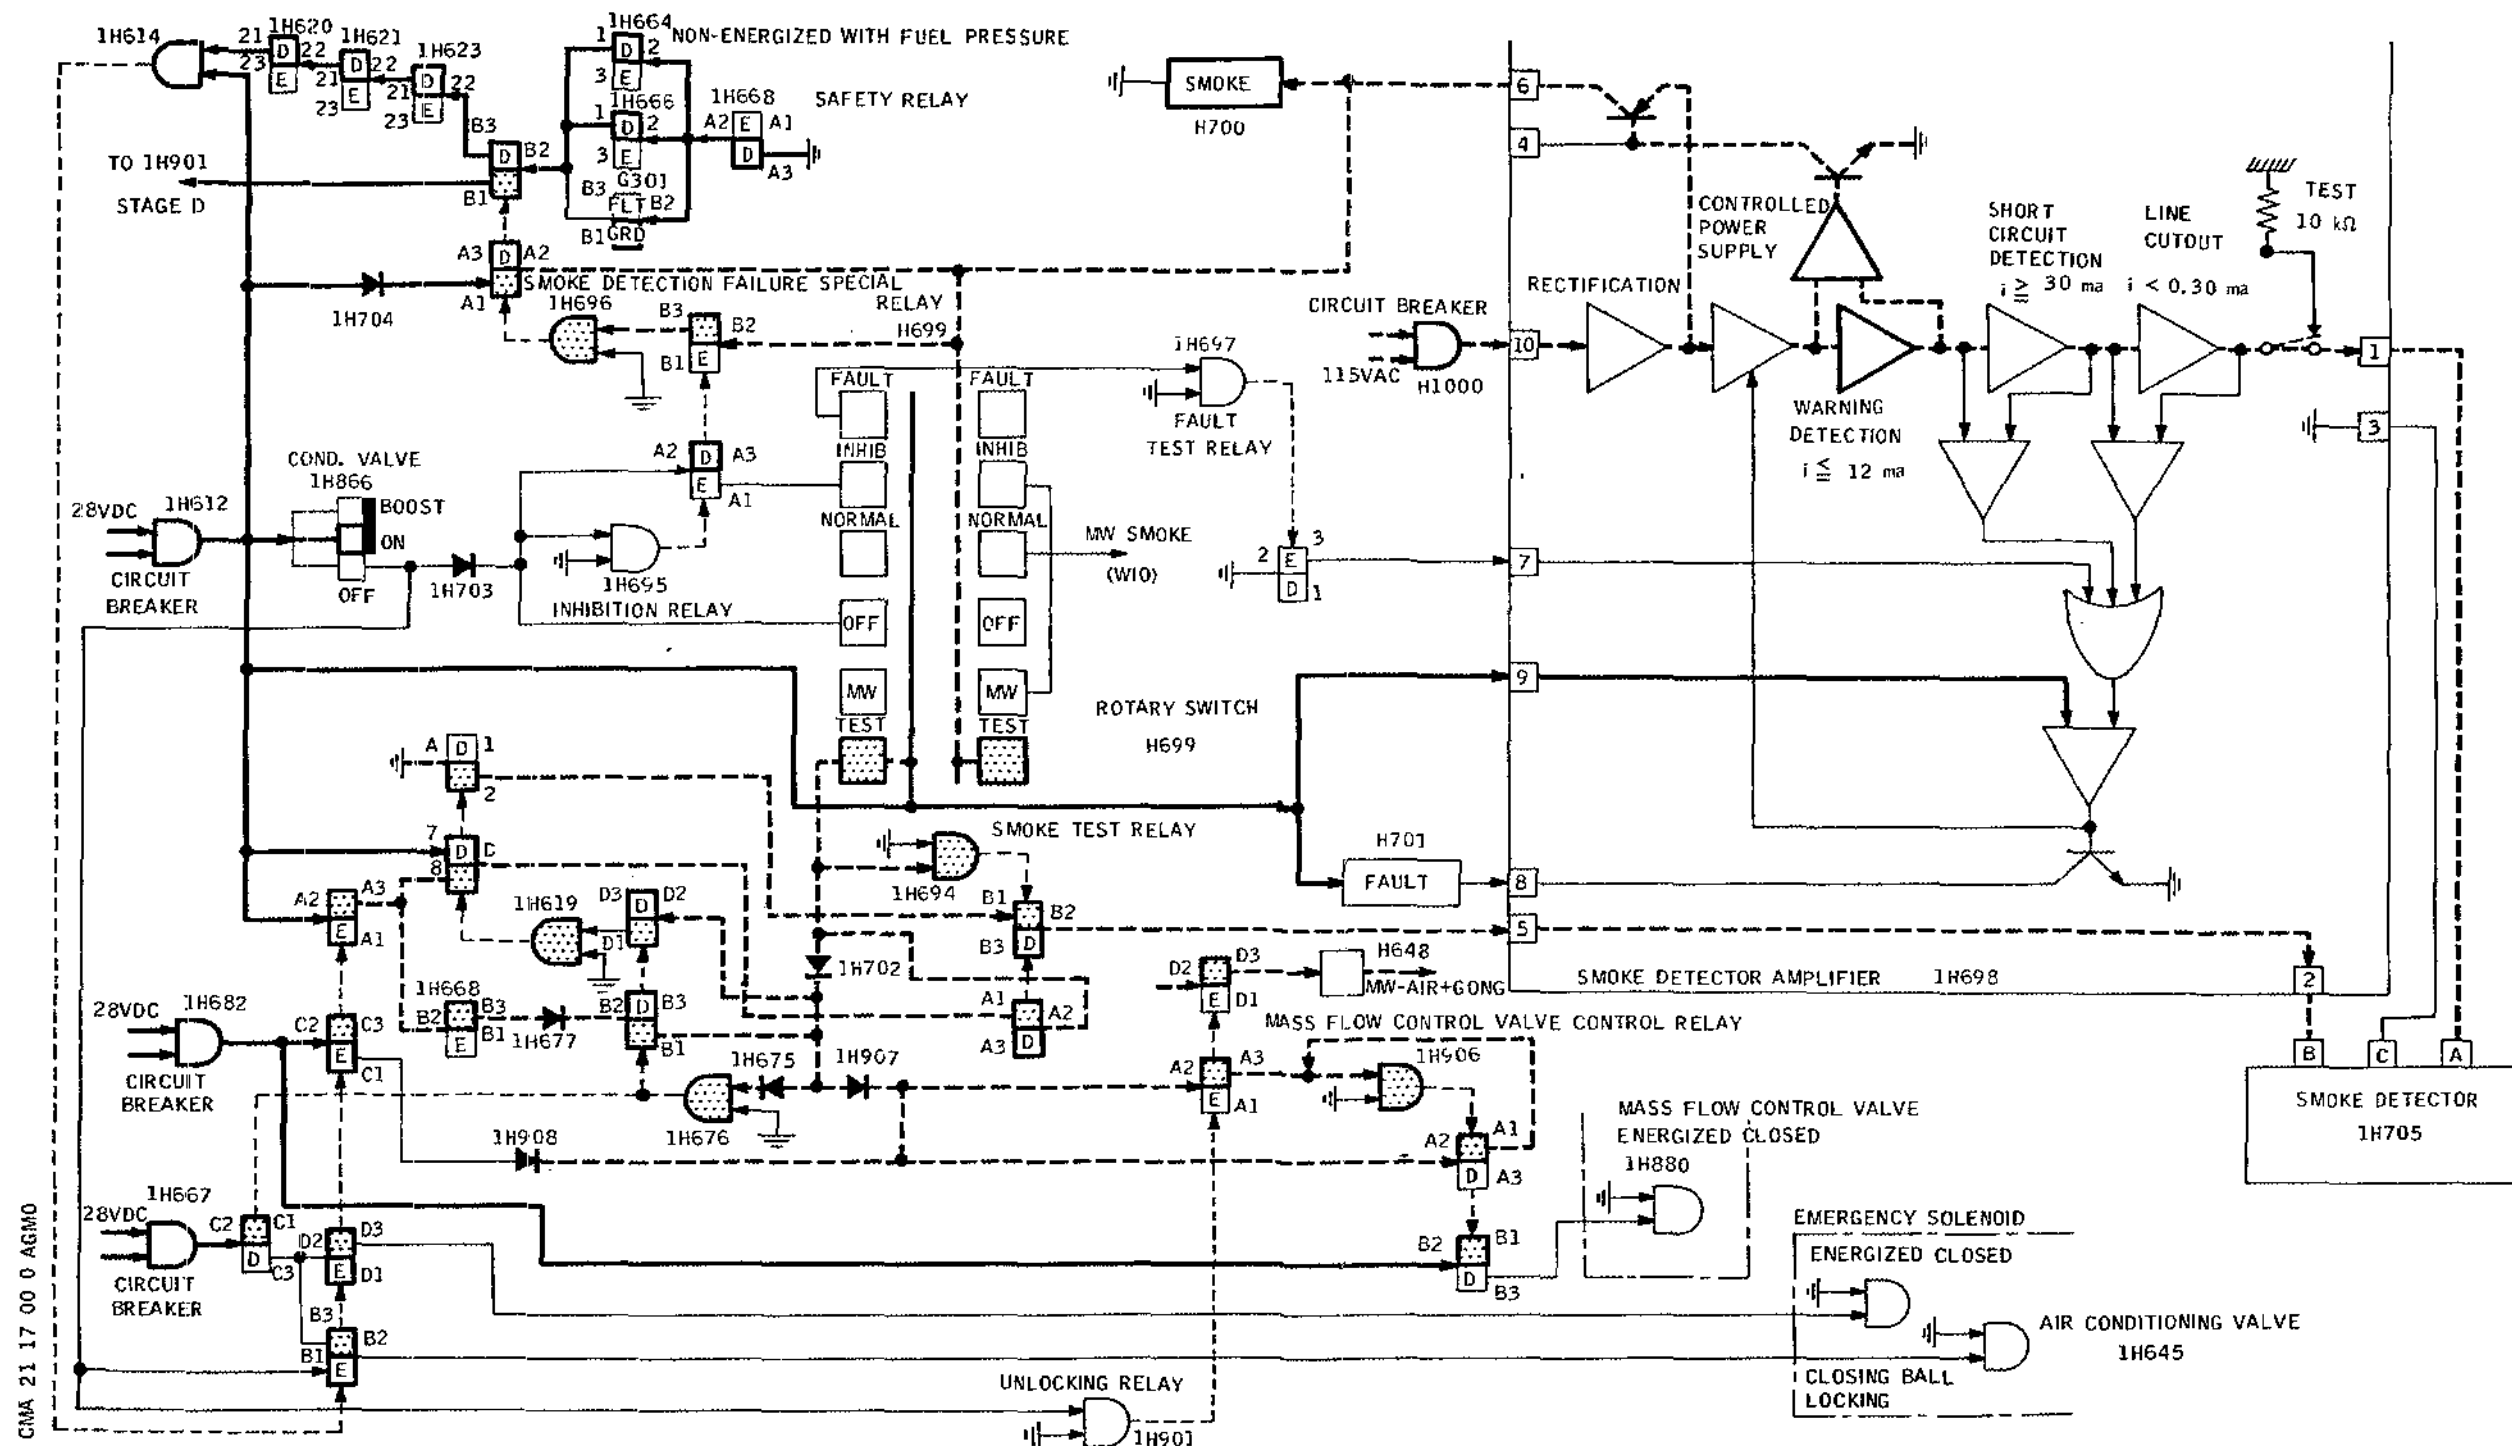 1H614
21
23
D
E
1H620
22
21
23
D
E
1H621
22
21
23
D
E
1H623
22
1H664
1
D
2
3
E
NON-ENERGIZED WITH FUEL PRESSURE
1H666
1
D
2
3
E
G301
B3
FLT
B2
B1
GRD
SAFETY RELAY
1H668
A2
E
A1
D
A3
B3
D
B2
B1
TO 1H901
STAGE D
A3
D
A2
A1
1H704
SMOKE DETECTION FAILURE SPECIAL
RELAY
1H696
B3
B2
B1
E
H699
SMOKE
H700
6
4
CONTROLLED
POWER
SUPPLY
SHORT
CIRCUIT
DETECTION
i ≧ 30 ma
LINE
CUTOUT
i < 0.30 ma
TEST
10 kΩ
RECTIFICATION
CIRCUIT BREAKER
115VAC
H1000
10
1
3
WARNING
DETECTION
i ≦ 12 ma
1H697
FAULT
TEST RELAY
FAULT
FAULT
INHIB
INHIB
NORMAL
NORMAL
OFF
OFF
MW
MW
TEST
TEST
MW SMOKE
(WIO)
ROTARY SWITCH
H699
2
E
3
D
1
7
9
COND. VALVE
1H866
BOOST
ON
OFF
28VDC
1H612
CIRCUIT
BREAKER
1H703
1H695
INHIBITION RELAY
A2
D
A3
E
A1
A
D
1
2
7
D
D
8
SMOKE TEST RELAY
1H694
H701
FAULT
8
5
A2
A3
E
A1
1H619
D3
D
D2
D1
B1
B2
B3
D
1H702
D2
D3
E
D1
H648
MW-AIR+GONG
SMOKE DETECTOR AMPLIFIER
1H698
2
28VDC
1H682
CIRCUIT
BREAKER
C2
C3
E
C1
1H668
B2
B3
B1
E
1H677
B2
D
B3
B1
A1
A2
A3
D
MASS FLOW CONTROL VALVE CONTROL RELAY
1H675
1H907
1H676
A2
A3
E
A1
1H906
A2
A1
D
A3
1H908
MASS FLOW CONTROL VALVE
ENERGIZED CLOSED
1H880
B
C
A
SMOKE DETECTOR
1H705
28VDC
1H667
CIRCUIT
BREAKER
C2
C1
D
C3
D2
D3
E
D1
B2
B1
D
B3
B3
B2
B1
E
EMERGENCY SOLENOID
ENERGIZED CLOSED
AIR CONDITIONING VALVE
1H645
CLOSING BALL
LOCKING
UNLOCKING RELAY
1H901
GMA 21 17 00 0 AGM0